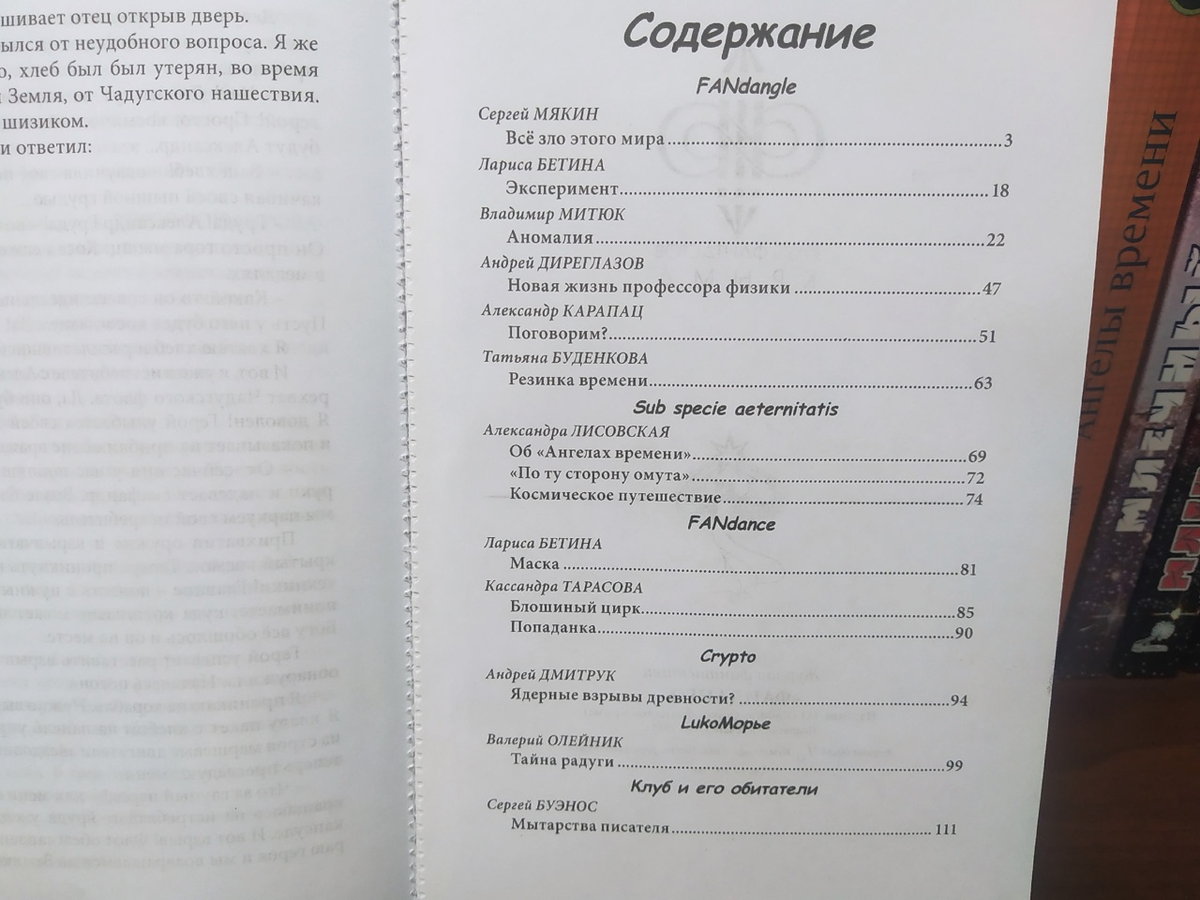 шивает отец открыв дверь.
ылся от неудобного вопроса. Я же
о, хлеб был был утерян, во время
Земля, от Чадугского нашествия.
шизиком.
и ответил:
Содержание
FANdangle
Сергей МЯКИН
Всё зло этого мира 3
Лариса БЕТИНА
Эксперимент 18
Владимир МИТЮК
Аномалия 22
Андрей ДИРЕГЛАЗОВ
Новая жизнь профессора физики 47
Александр КАРАПАЦ
Поговорим? 51
Татьяна БУДЕНКОВА
Резинка времени 63
Sub specie aeternitatis
Александра ЛИСОВСКАЯ
Об «Ангелах времени» 69
«По ту сторону омута» 72
Космическое путешествие 74
FANdance
Лариса БЕТИНА
Маска 81
Кассандра ТАРАСОВА
Блошиный цирк 85
Попаданка 90
Crypto
Андрей ДМИТРУК
Ядерные взрывы древности? 94
LukoМорье
Валерий ОЛЕЙНИК
Тайна радуги 99
Клуб и его обитатели
Сергей БУЭНОС
Мытарства писателя 111
Ангелы времени